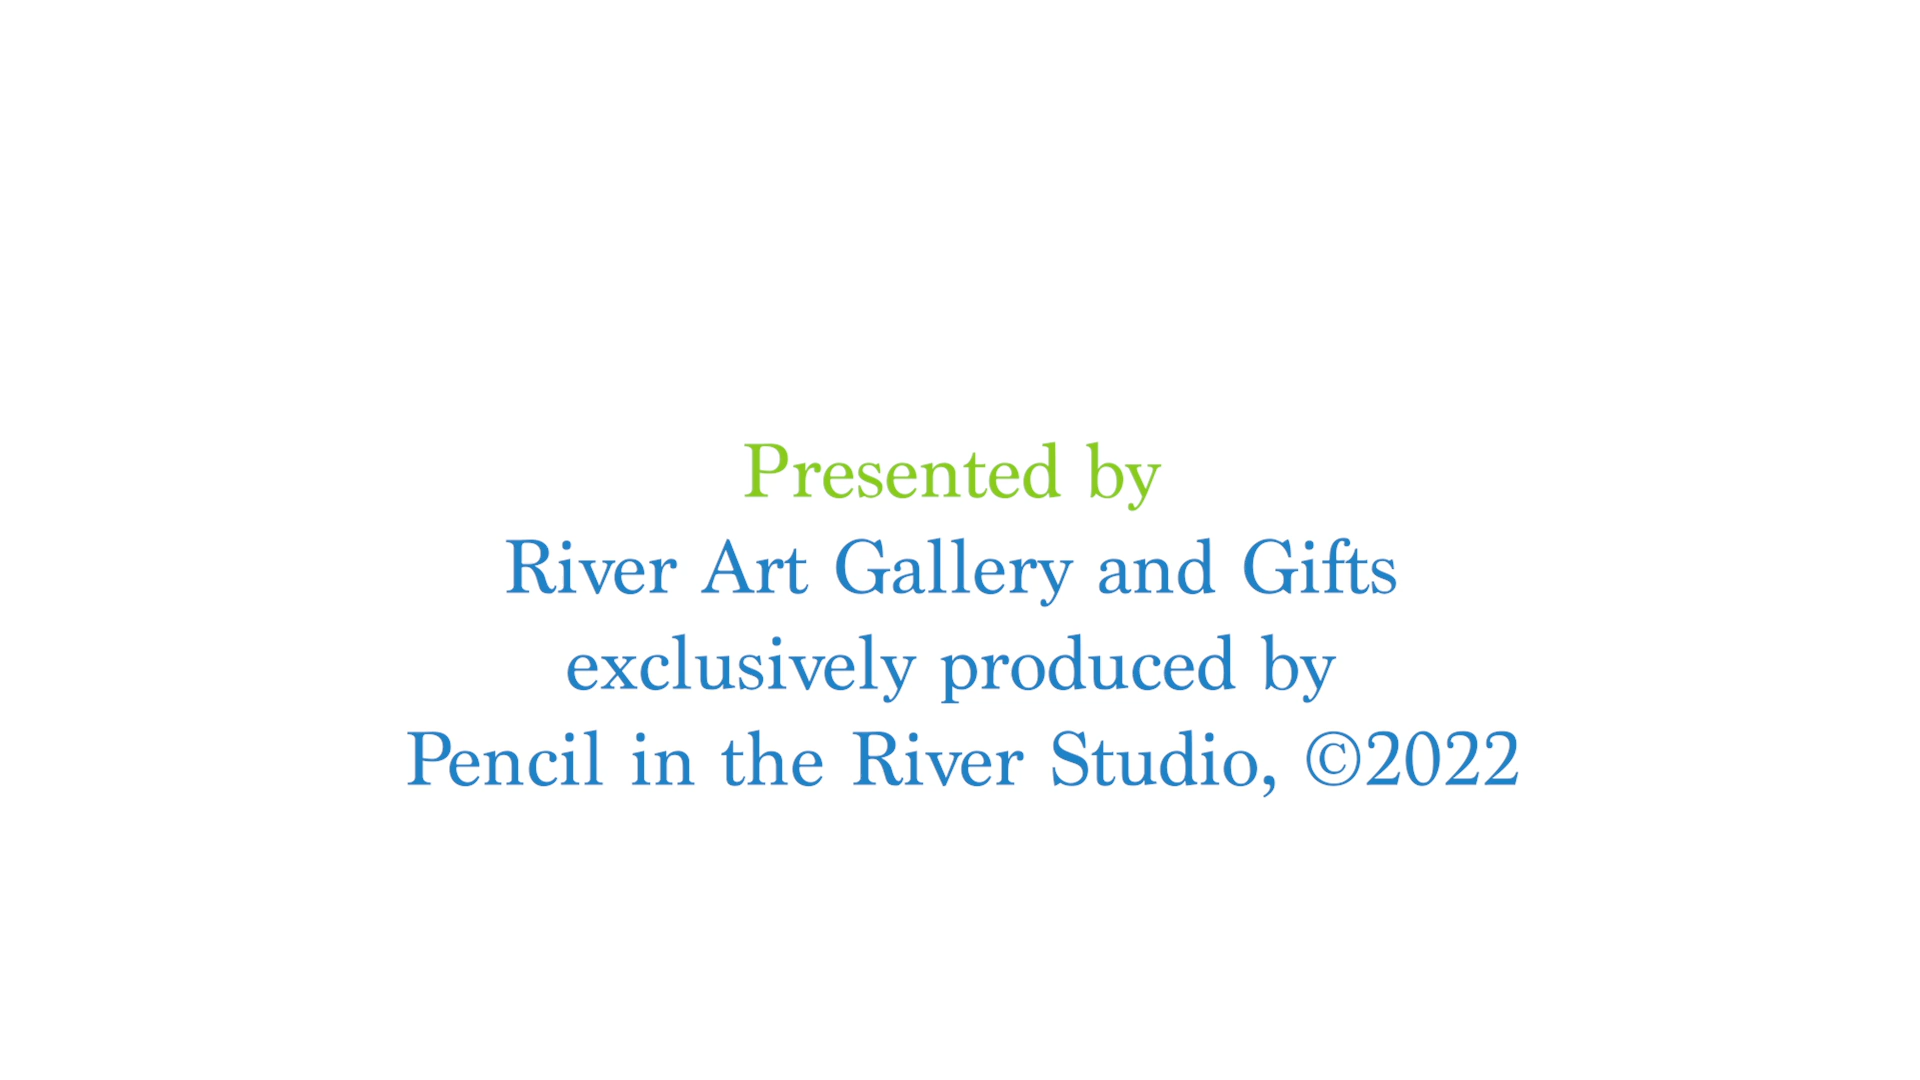 Presented by
River Art Gallery and Gifts
exclusively produced by
Pencil in the River Studio, ©2022